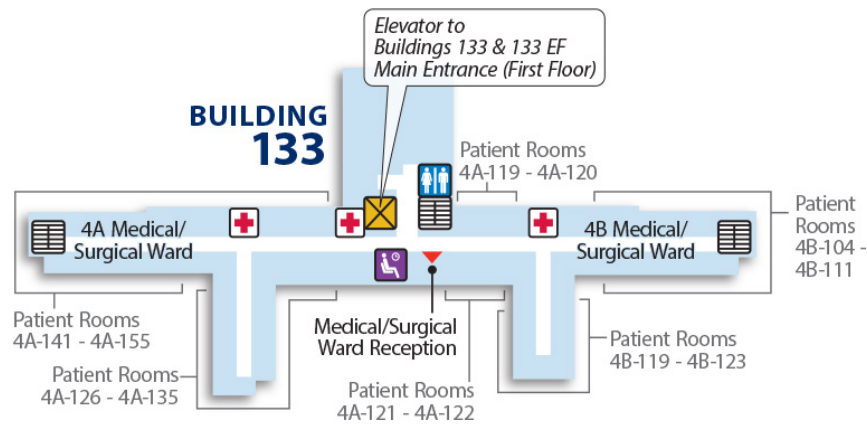 Elevator to
Buildings 133 & 133 EF
Main Entrance (First Floor)
BUILDING
133
Patient Rooms
4A-119 - 4A-120
4A Medical/
Surgical Ward
4B Medical/
Surgical Ward
Patient
Rooms
4B-104 -
4B-111
Patient Rooms
4A-141 - 4A-155
Medical/Surgical
Ward Reception
Patient Rooms
4B-119 - 4B-123
Patient Rooms
4A-126 - 4A-135
Patient Rooms
4A-121 - 4A-122